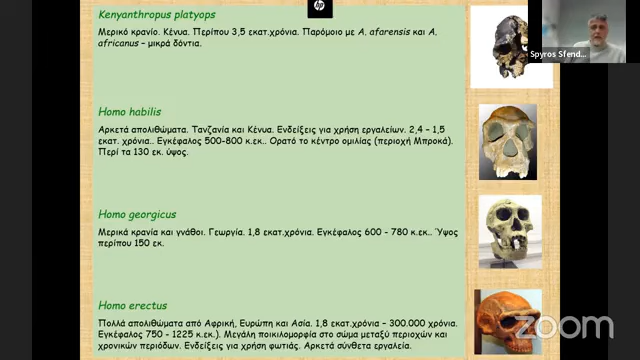 Kenyanthropus platyops
Μερικό κρανίο. Κένυα. Περίπου 3,5 εκατ.χρόνια. Παρόμοιο με A. afarensis και A.
africanus – μικρά δόντια.
Homo habilis
Αρκετά απολιθώματα. Τανζανία και Κένυα. Ενδείξεις για χρήση εργαλείων. 2,4 – 1,5
εκατ. χρόνια.. Εγκέφαλος 500-800 κ.εκ.. Ορατό το κέντρο ομιλίας (περιοχή Μπροκά).
Περί τα 130 εκ. ύψος.
Homo georgicus
Μερικά κρανία και γνάθοι. Γεωργία. 1,8 εκατ.χρόνια. Εγκέφαλος 600 – 780 κ.εκ.. Ύψος
περίπου 150 εκ.
Homo erectus
Πολλά απολιθώματα από Αφρική, Ευρώπη και Ασία. 1,8 εκατ.χρόνια – 300.000 χρόνια.
Εγκέφαλος 750 - 1225 κ.εκ.). Μεγάλη ποικιλομορφία στο σώμα μεταξύ περιοχών και
χρονικών περιόδων. Ενδείξεις για χρήση φωτιάς. Αρκετά σύνθετα εργαλεία.
hp
Spyros Sfend...
zoom